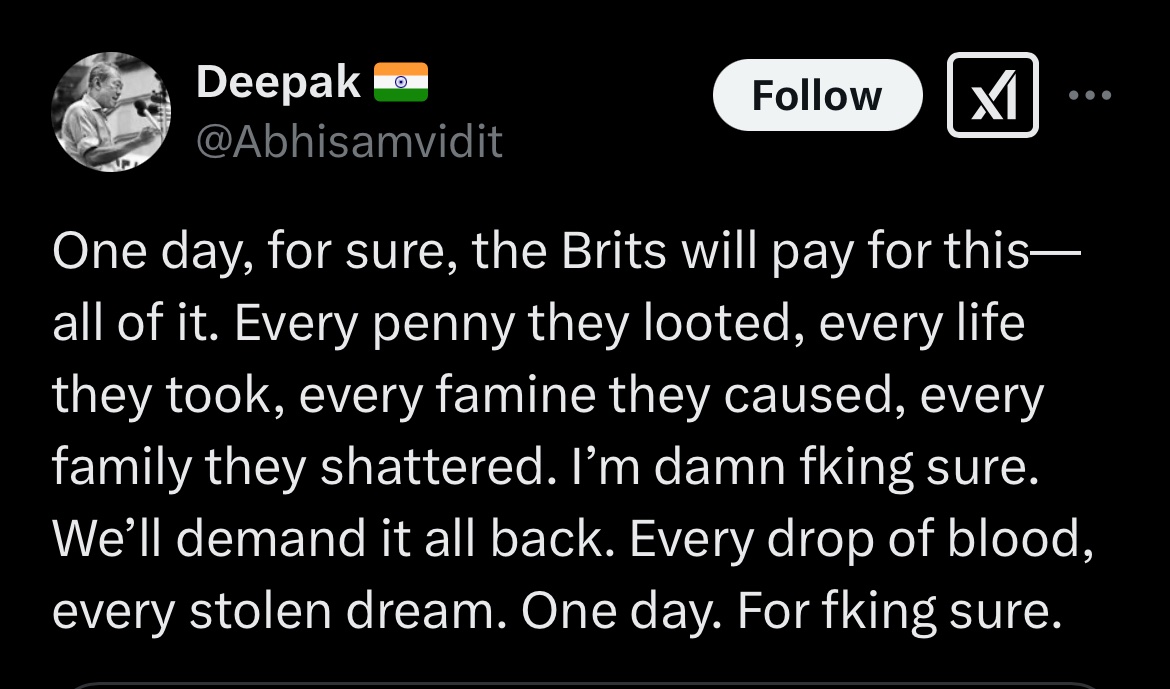 Deepak 🇮🇳
@Abhisamvidit
Follow
One day, for sure, the Brits will pay for this—
all of it. Every penny they looted, every life
they took, every famine they caused, every
family they shattered. I’m damn fking sure.
We’ll demand it all back. Every drop of blood,
every stolen dream. One day. For fking sure.